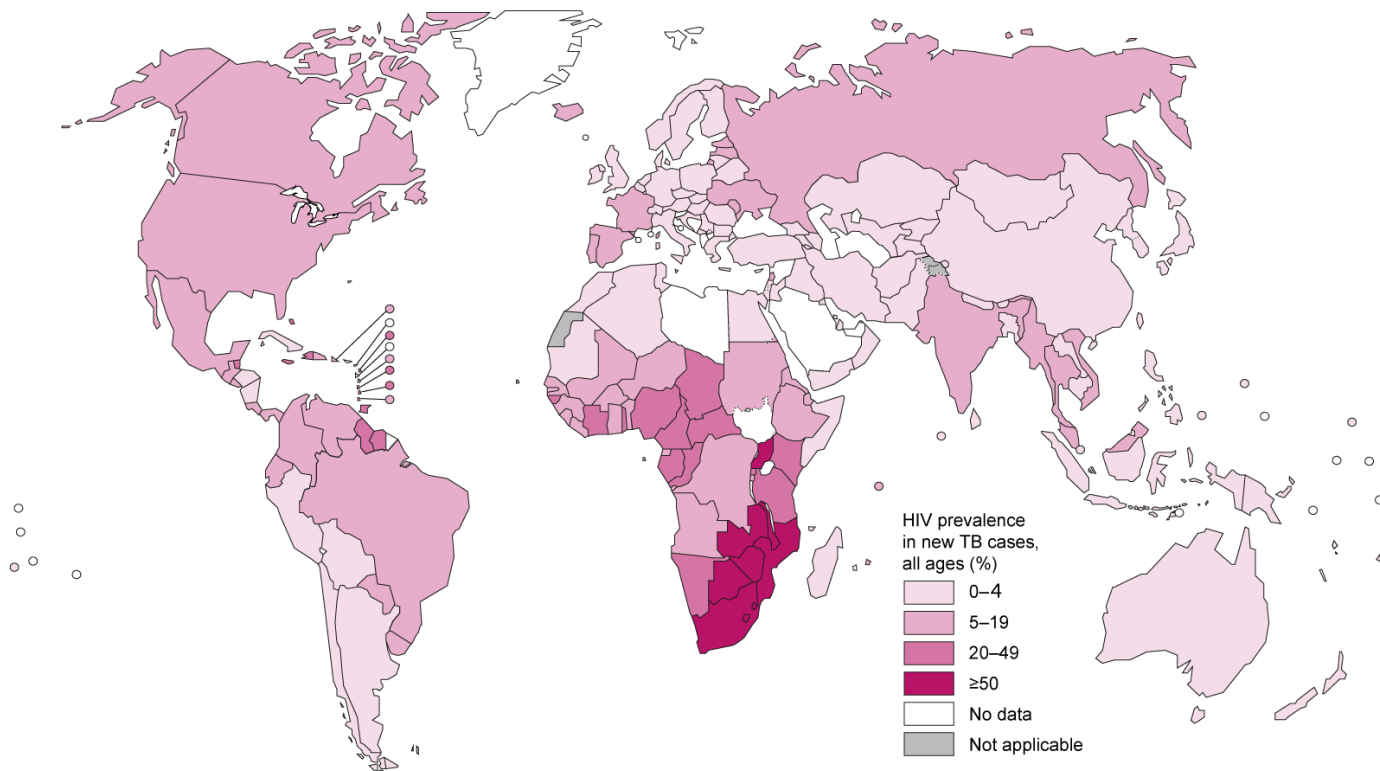 HIV prevalence
in new TB cases,
all ages (%)
0–4
5–19
20–49
≥50
No data
Not applicable